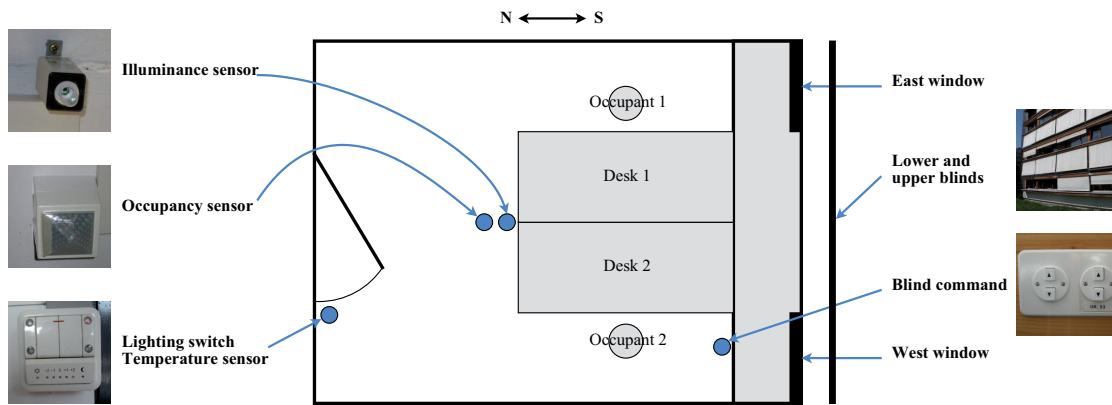 N S
Illuminance sensor
East window
Occupant 1
Lower and
upper blinds
Desk 1
Occupancy sensor
Desk 2
Blind command
Lighting switch
Temperature sensor
Occupant 2
West window